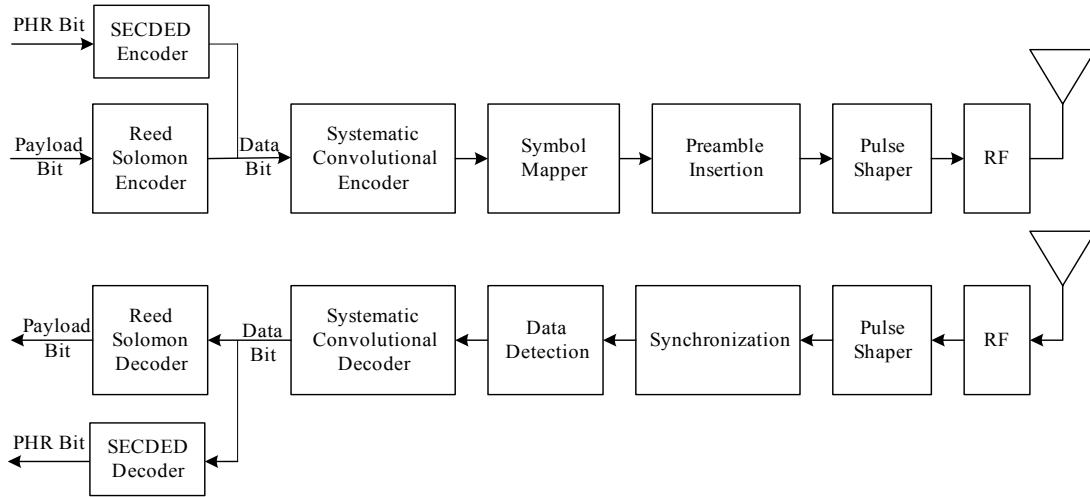 PHR Bit
SECDED
Encoder
Payload
Bit
Reed
Solomon
Encoder
Data
Bit
Systematic
Convolutional
Encoder
Symbol
Mapper
Preamble
Insertion
Pulse
Shaper
RF
Payload
Bit
Reed
Solomon
Decoder
Data
Bit
Systematic
Convolutional
Decoder
Data
Detection
Synchronization
Pulse
Shaper
RF
PHR Bit
SECDED
Decoder